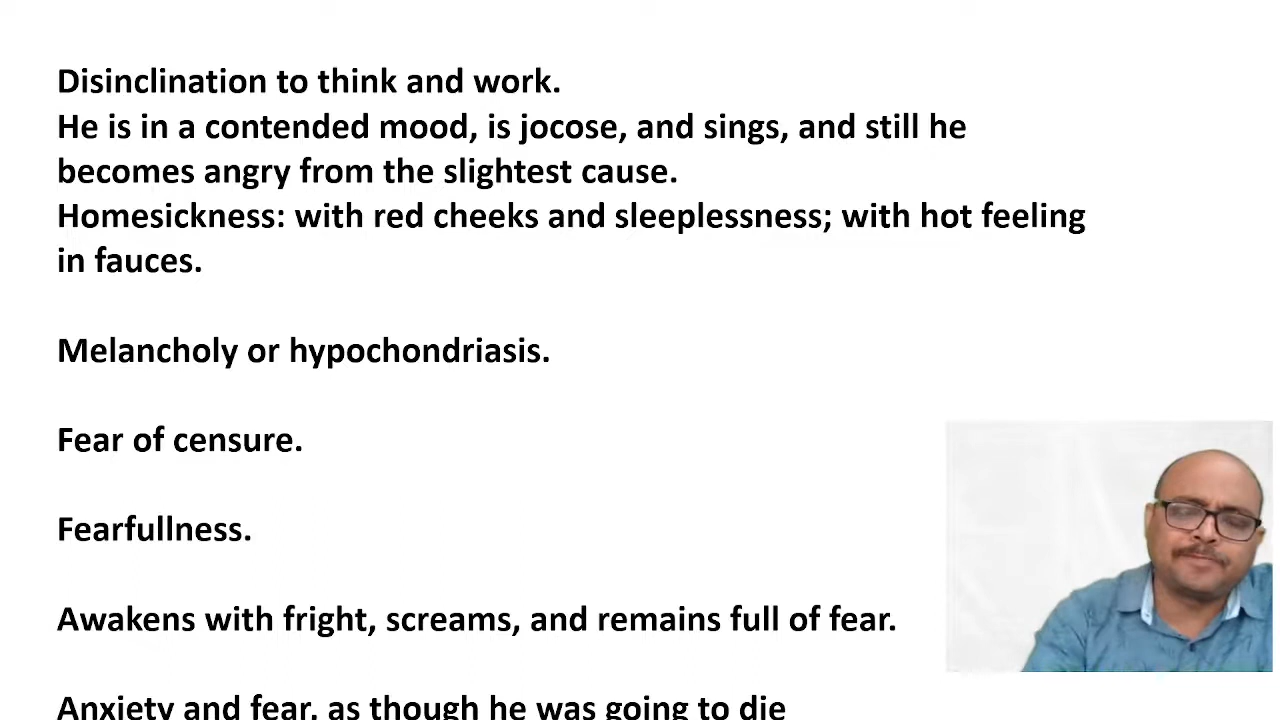 Disinclination to think and work.
He is in a contended mood, is jocose, and sings, and still he
becomes angry from the slightest cause.
Homesickness: with red cheeks and sleeplessness; with hot feeling
in fauces.
Melancholy or hypochondriasis.
Fear of censure.
Fearfullness.
Awakens with fright, screams, and remains full of fear.
Anxiety and fear, as though he was going to die